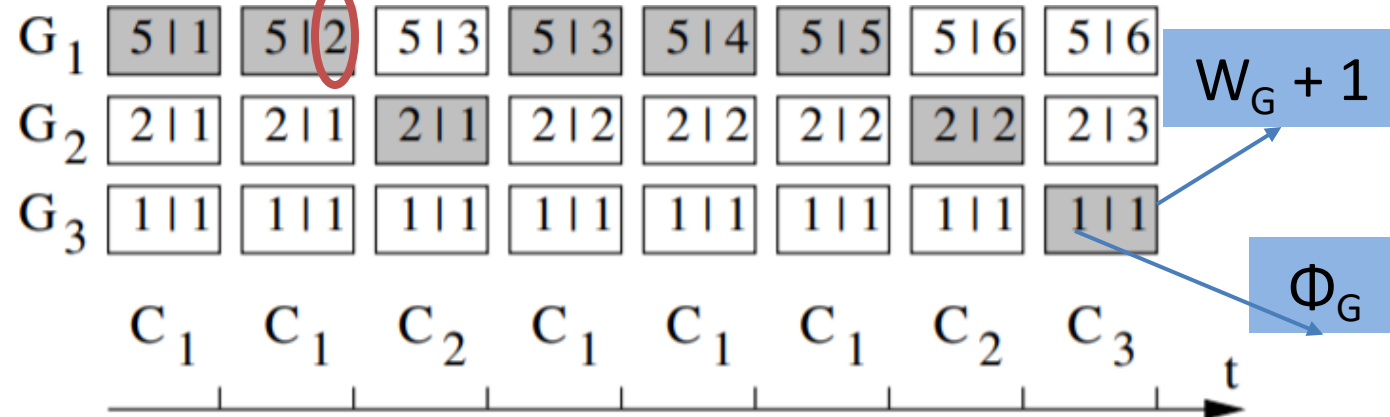 G1 5|1 5|2 5|3 5|3 5|4 5|5 5|6 5|6
WG + 1
G2 2|1 2|1 2|1 2|2 2|2 2|2 2|2 2|3
G3 1|1 1|1 1|1 1|1 1|1 1|1 1|1 1|1
ΦG
C1 C1 C2 C1 C1 C1 C2 C3
t